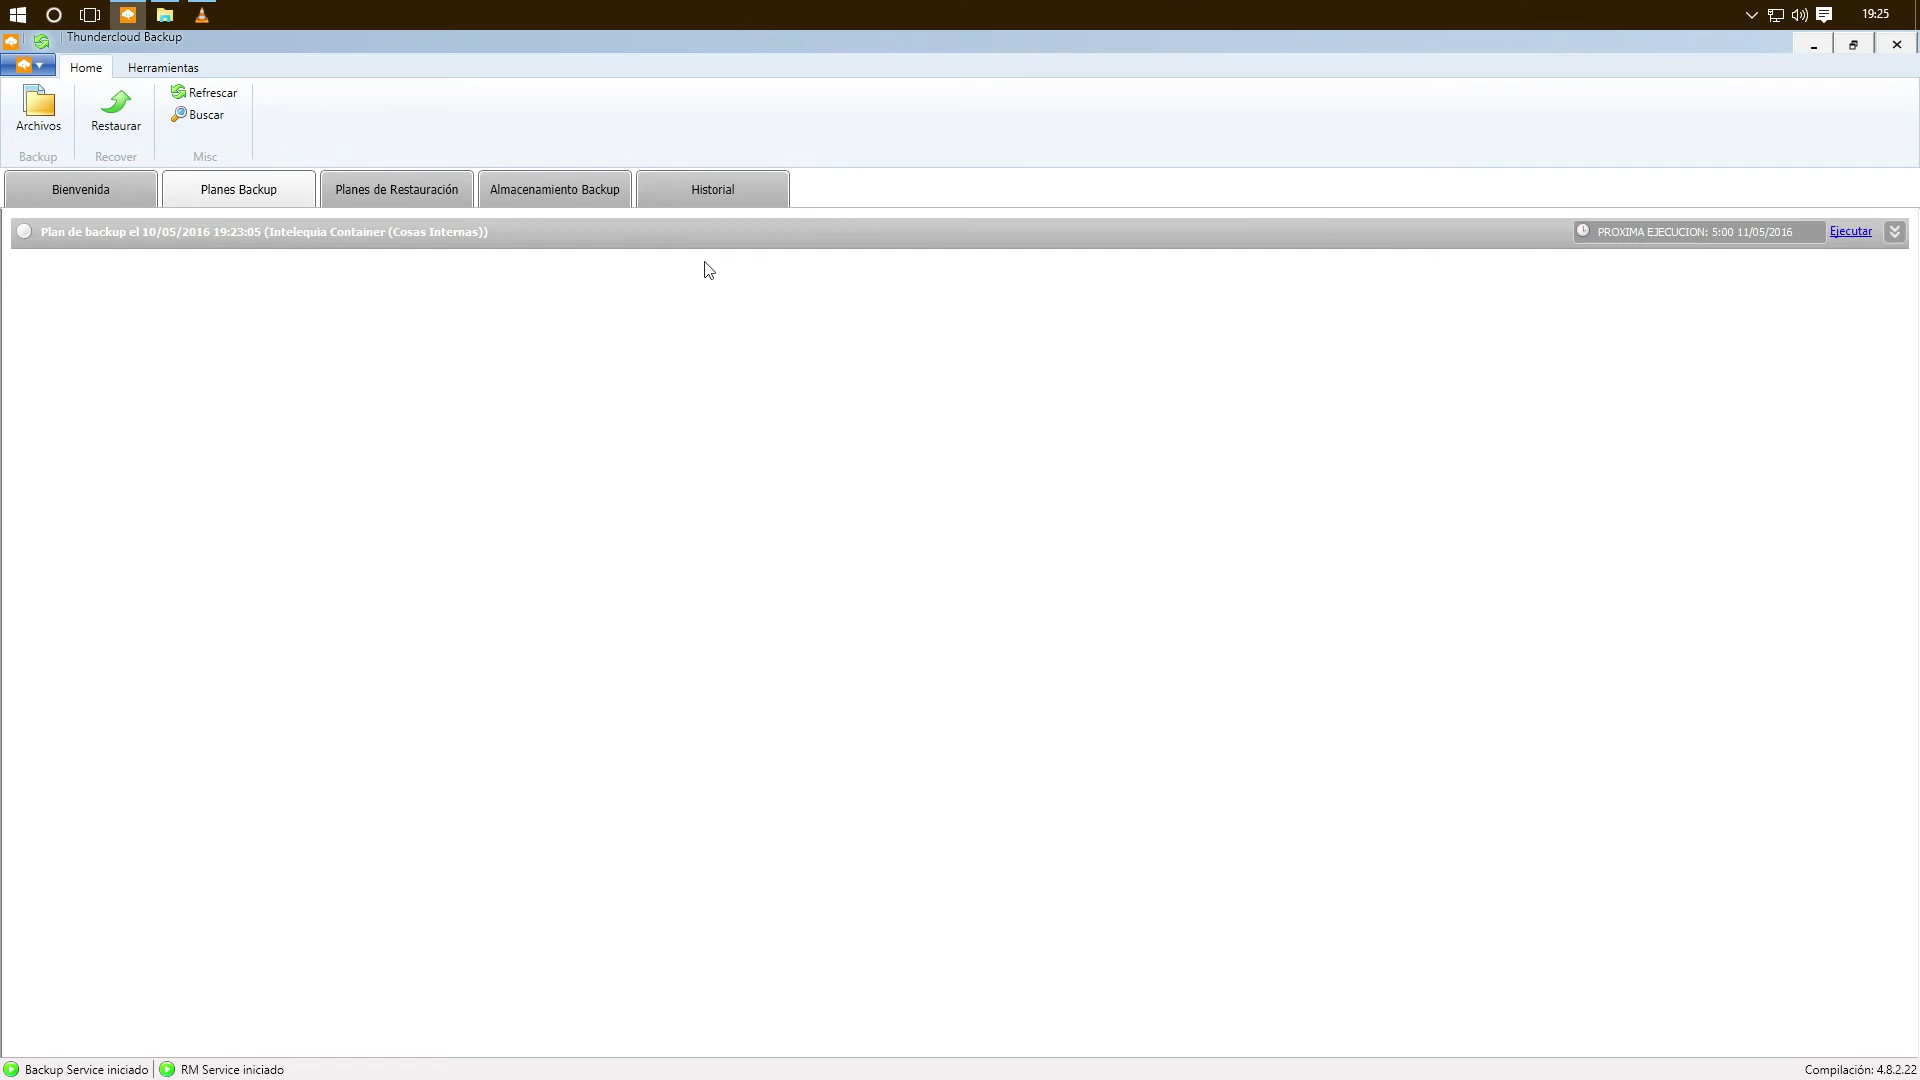 19:25
Thundercloud Backup
Home Herramientas
Archivos
Backup
Restaurar
Recover
Refrescar
Buscar
Misc
Bienvenida Planes Backup Planes de Restauración Almacenamiento Backup Historial
Plan de backup el 10/05/2016 19:23:05 (Intelequia Container (Cosas Internas)) PROXIMA EJECUCION: 5:00 11/05/2016 Ejecutar
Backup Service iniciado RM Service iniciado Compilación: 4.8.2.22